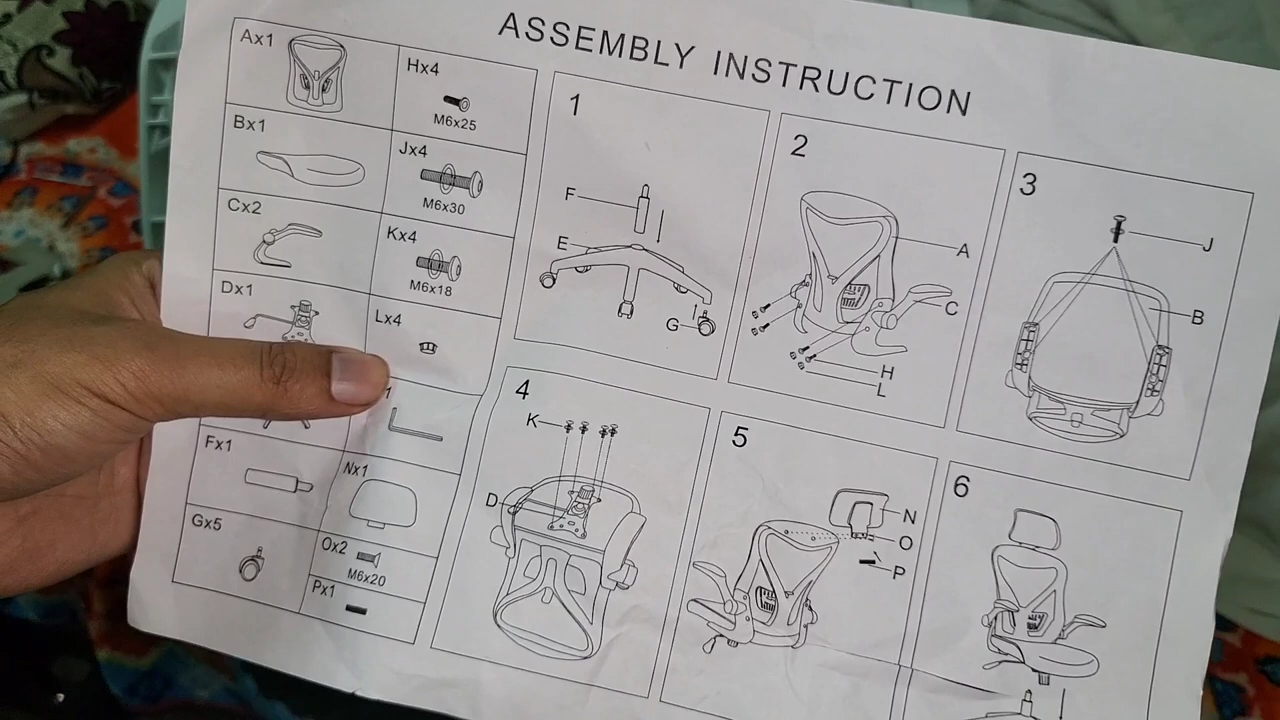 ASSEMBLY INSTRUCTION
Ax1
Hx4
M6x25
Bx1
Jx4
M6x30
Cx2
Kx4
M6x18
Dx1
Lx4
1
Fx1
Nx1
Gx5
Ox2
M6x20
Px1
1
F
E
G
2
A
C
H
L
3
J
B
4
K
D
5
N
O
P
6